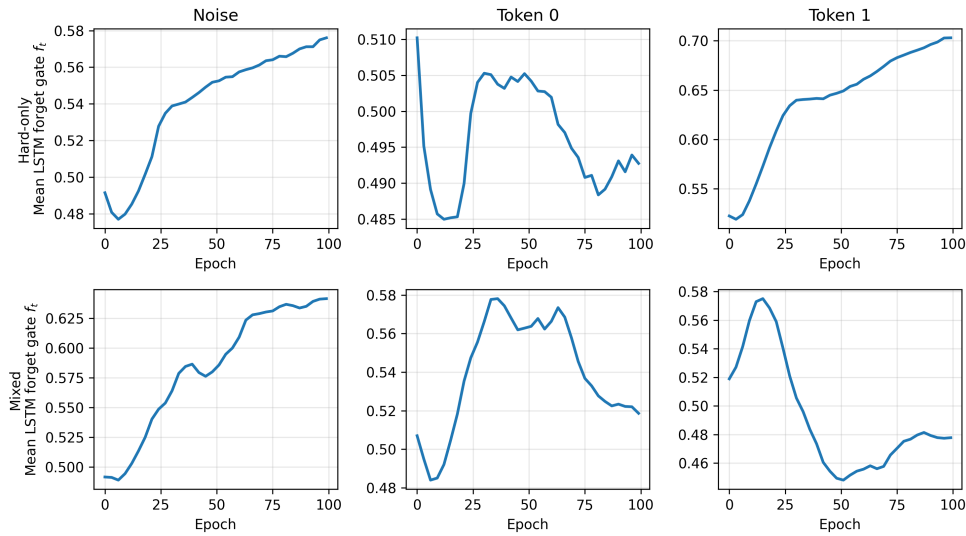 Noise
Token 0
Token 1
Hard-only
Mean LSTM forget gate f_t
0.58
0.56
0.54
0.52
0.50
0.48
0 25 50 75 100
Epoch
0.510
0.505
0.500
0.495
0.490
0.485
0 25 50 75 100
Epoch
0.70
0.65
0.60
0.55
0 25 50 75 100
Epoch
Mixed
Mean LSTM forget gate f_t
0.625
0.600
0.575
0.550
0.525
0.500
0 25 50 75 100
Epoch
0.58
0.56
0.54
0.52
0.50
0.48
0 25 50 75 100
Epoch
0.58
0.56
0.54
0.52
0.50
0.48
0.46
0 25 50 75 100
Epoch